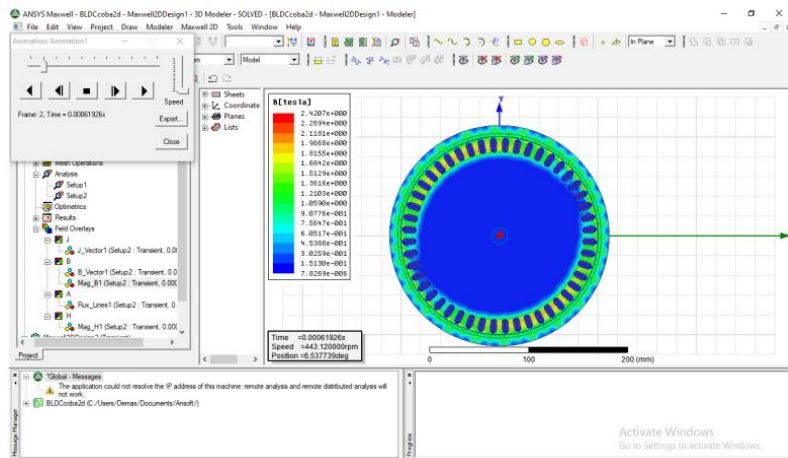 ANSYS Maxwell - BLDCcoba2d - Maxwell2DDesign1 - 3D Modeler - SOLVED - [BLDCcoba2d - Maxwell2DDesign1 - Modeler]
File Edit View Project Draw Modeler Maxwell 2D Tools Window Help
Animation: Animation1
Model
In Plane
Speed
Frame: 2, Time = 0.00061926s
Export...
Close
Mesh Operations
Analysis
Setup1
Setup2
Optimetrics
Results
Field Overlays
J
J_Vector1 (Setup2 : Transient, 0.00
B
B_Vector1 (Setup2 : Transient, 0.0
Mag_B1 (Setup2 : Transient, 0.000
A
Flux_Lines1 (Setup2 : Transient, 0.
H
Mag_H1 (Setup2 : Transient, 0.000
Project
Sheets
Coordinate
Planes
Lists
B[tesla]
2.4207e+000
2.2694e+000
2.1181e+000
1.9668e+000
1.8155e+000
1.6642e+000
1.5129e+000
1.3616e+000
1.2103e+000
1.0590e+000
9.0776e-001
7.5647e-001
6.0517e-001
4.5388e-001
3.0259e-001
1.5130e-001
7.8269e-006
Y
Time =0.00061926s
Speed =443.120000rpm
Position =6.537739deg
0 100 200 (mm)
*Global - Messages
The application could not resolve the IP address of this machine: remote analysis and remote distributed analysis will
not work.
BLDCcoba2d (C:/Users/Demas/Documents/Ansoft/)
Message Manager
Progress
Activate Windows
Go to Settings to activate Windows.